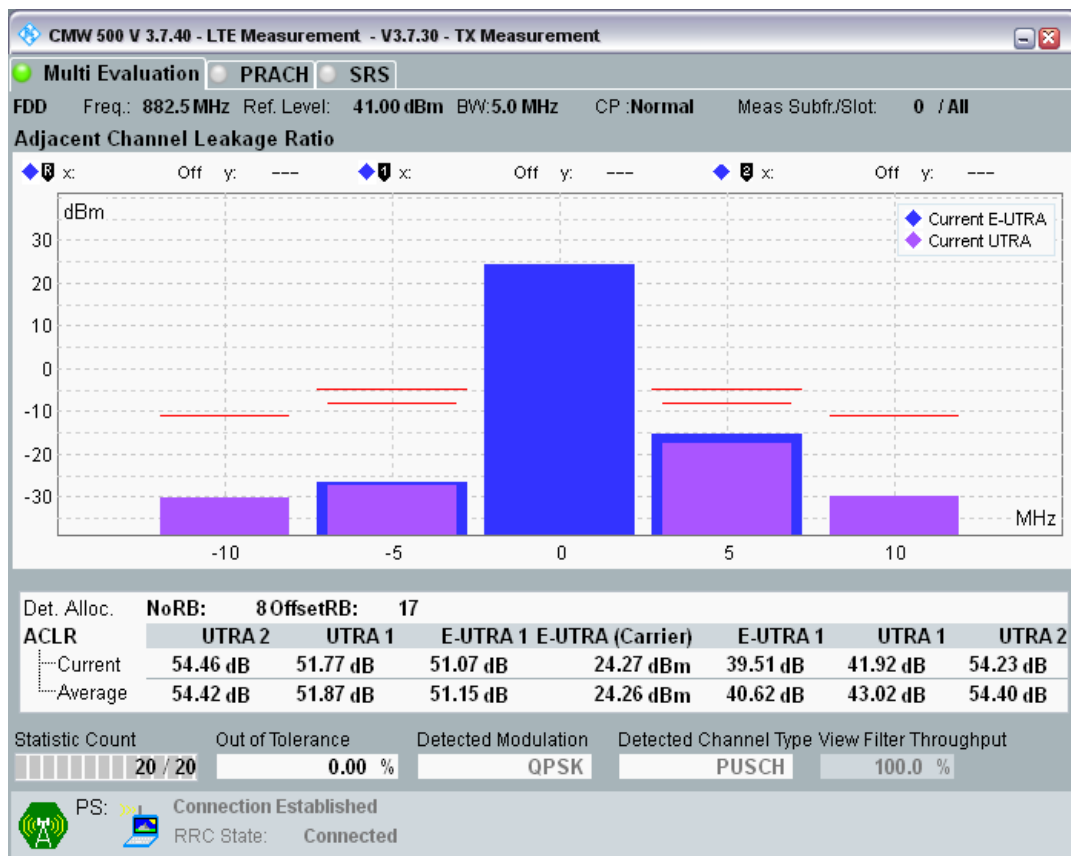 CMW 500 V 3.7.40 - LTE Measurement - V3.7.30 - TX Measurement
Multi Evaluation PRACH SRS
FDD Freq.: 882.5 MHz Ref. Level: 41.00 dBm BW:5.0 MHz CP :Normal Meas Subfr./Slot: 0 / All
Adjacent Channel Leakage Ratio
R x: Off y: --- 1 x: Off y: --- 2 x: Off y: ---
dBm
Current E-UTRA
Current UTRA
30
20
10
0
-10
-20
-30
MHz
-10 -5 0 5 10
Det. Alloc. NoRB: 8 OffsetRB: 17
ACLR UTRA 2 UTRA 1 E-UTRA 1 E-UTRA (Carrier) E-UTRA 1 UTRA 1 UTRA 2
Current 54.46 dB 51.77 dB 51.07 dB 24.27 dBm 39.51 dB 41.92 dB 54.23 dB
Average 54.42 dB 51.87 dB 51.15 dB 24.26 dBm 40.62 dB 43.02 dB 54.40 dB
Statistic Count Out of Tolerance Detected Modulation Detected Channel Type View Filter Throughput
20 / 20 0.00 % QPSK PUSCH 100.0 %
PS: Connection Established
RRC State: Connected